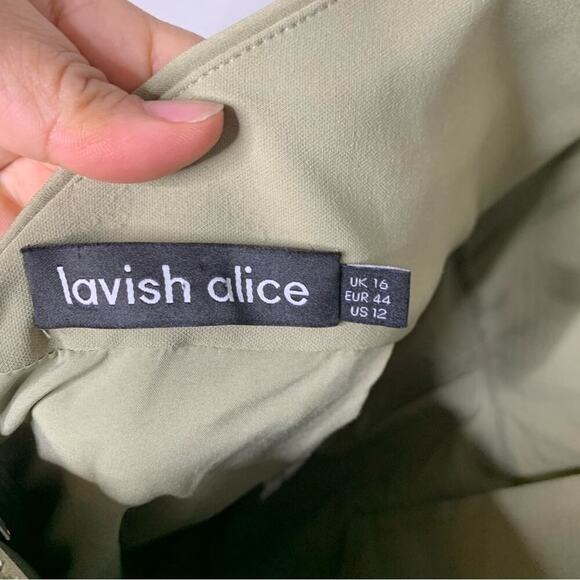 lavish alice
UK 16
EUR 44
US 12